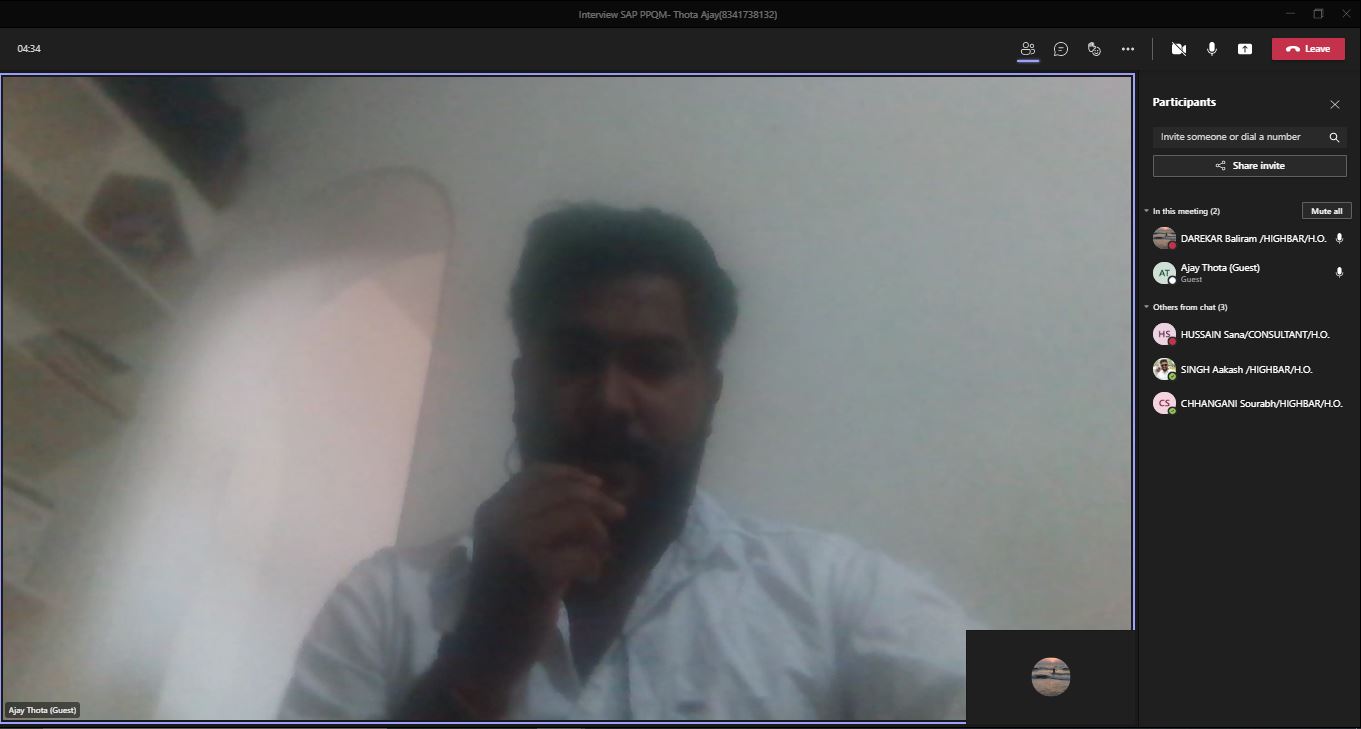 Interview SAP PPQM- Thota Ajay(8341738132)
04:34
Leave
Participants
Invite someone or dial a number
Share invite
In this meeting (2)
Mute all
DAREKAR Baliram /HIGHBAR/H.O.
AT
Ajay Thota (Guest)
Guest
Others from chat (3)
HS
HUSSAIN Sana/CONSULTANT/H.O.
SINGH Aakash /HIGHBAR/H.O.
CS
CHHANGANI Sourabh/HIGHBAR/H.O.
Ajay Thota (Guest)